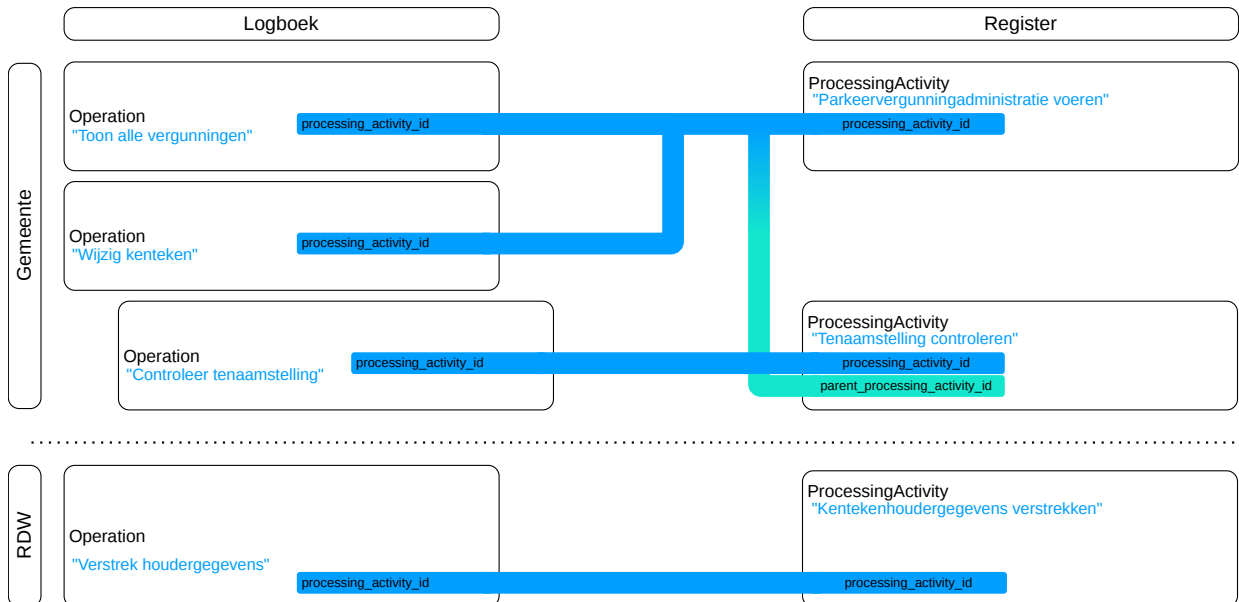 Logboek
Register
Gemeente
Operation
"Toon alle vergunningen"
processing_activity_id
ProcessingActivity
"Parkeervergunningadministratie voeren"
processing_activity_id
Operation
"Wijzig kenteken"
processing_activity_id
Operation
"Controleer tenaamstelling"
processing_activity_id
ProcessingActivity
"Tenaamstelling controleren"
processing_activity_id
parent_processing_activity_id
RDW
Operation
"Verstrek houdergegevens"
processing_activity_id
ProcessingActivity
"Kentekenhoudergegevens verstrekken"
processing_activity_id